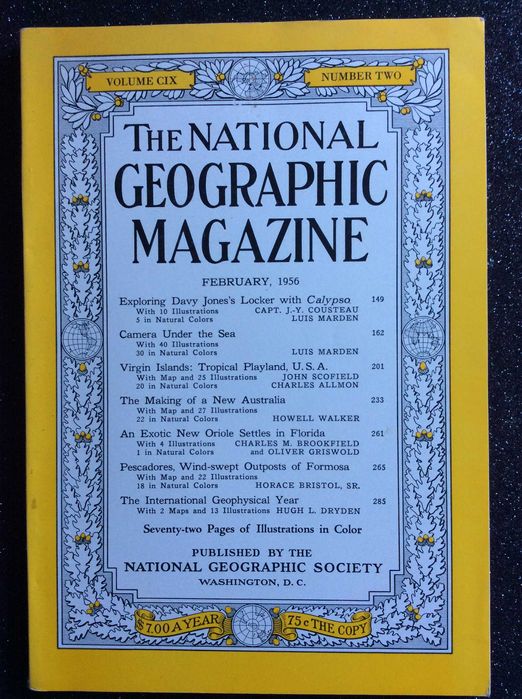 VOLUME CIX NUMBER TWO
THE NATIONAL
GEOGRAPHIC
MAGAZINE
FEBRUARY, 1956
Exploring Davy Jones's Locker with Calypso 149
With 10 Illustrations CAPT. J.-Y. COUSTEAU
5 in Natural Colors LUIS MARDEN
Camera Under the Sea 162
With 40 Illustrations
30 in Natural Colors LUIS MARDEN
Virgin Islands: Tropical Playland, U. S. A. 201
With Map and 25 Illustrations JOHN SCOFIELD
20 in Natural Colors CHARLES ALLMON
The Making of a New Australia 233
With Map and 27 Illustrations
22 in Natural Colors HOWELL WALKER
An Exotic New Oriole Settles in Florida 261
With 4 Illustrations CHARLES M. BROOKFIELD
1 in Natural Colors and OLIVER GRISWOLD
Pescadores, Wind-swept Outposts of Formosa 265
With Map and 22 Illustrations
18 in Natural Colors HORACE BRISTOL, SR.
The International Geophysical Year 285
With 2 Maps and 13 Illustrations HUGH L. DRYDEN
Seventy-two Pages of Illustrations in Color
PUBLISHED BY THE
NATIONAL GEOGRAPHIC SOCIETY
WASHINGTON, D. C.
$7.00 A YEAR 75¢ THE COPY